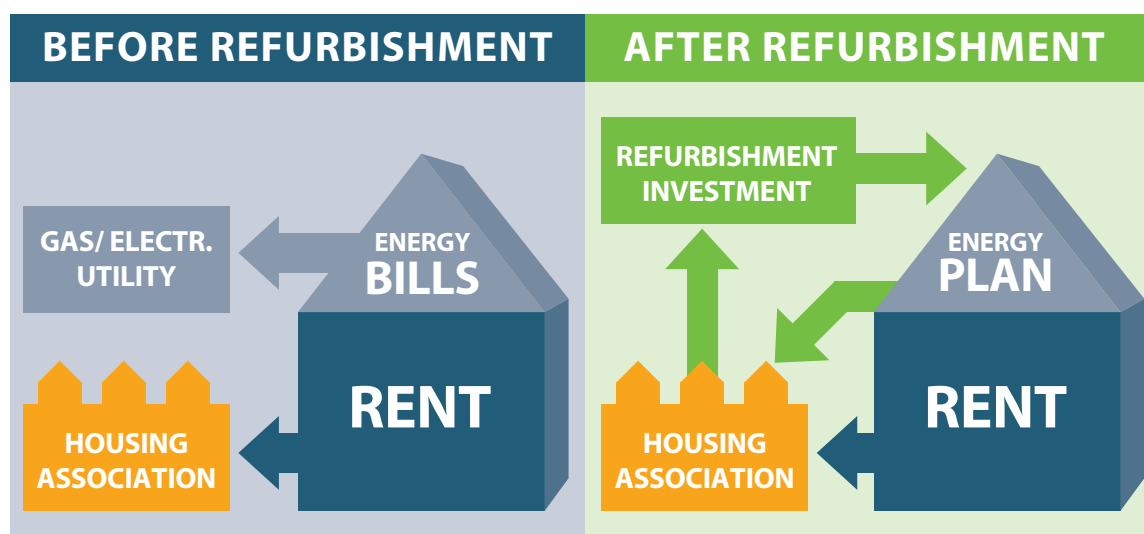 BEFORE REFURBISHMENT
GAS/ ELECTR.
UTILITY
ENERGY
BILLS
HOUSING
ASSOCIATION
RENT
AFTER REFURBISHMENT
REFURBISHMENT
INVESTMENT
ENERGY
PLAN
HOUSING
ASSOCIATION
RENT